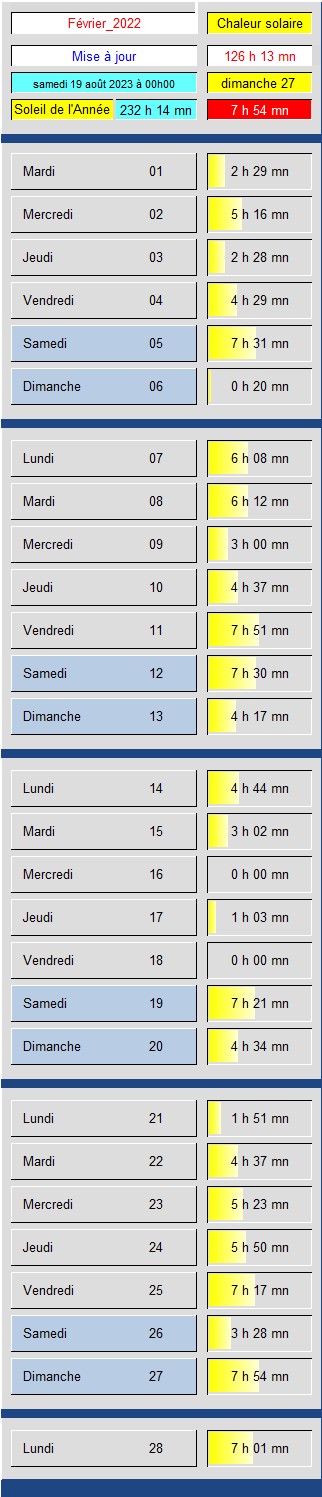 Février_2022 Chaleur solaire
Mise à jour 126 h 13 mn
samedi 19 août 2023 à 00h00 dimanche 27
Soleil de l'Année 232 h 14 mn 7 h 54 mn
Mardi 01 2 h 29 mn
Mercredi 02 5 h 16 mn
Jeudi 03 2 h 28 mn
Vendredi 04 4 h 29 mn
Samedi 05 7 h 31 mn
Dimanche 06 0 h 20 mn
Lundi 07 6 h 08 mn
Mardi 08 6 h 12 mn
Mercredi 09 3 h 00 mn
Jeudi 10 4 h 37 mn
Vendredi 11 7 h 51 mn
Samedi 12 7 h 30 mn
Dimanche 13 4 h 17 mn
Lundi 14 4 h 44 mn
Mardi 15 3 h 02 mn
Mercredi 16 0 h 00 mn
Jeudi 17 1 h 03 mn
Vendredi 18 0 h 00 mn
Samedi 19 7 h 21 mn
Dimanche 20 4 h 34 mn
Lundi 21 1 h 51 mn
Mardi 22 4 h 37 mn
Mercredi 23 5 h 23 mn
Jeudi 24 5 h 50 mn
Vendredi 25 7 h 17 mn
Samedi 26 3 h 28 mn
Dimanche 27 7 h 54 mn
Lundi 28 7 h 01 mn